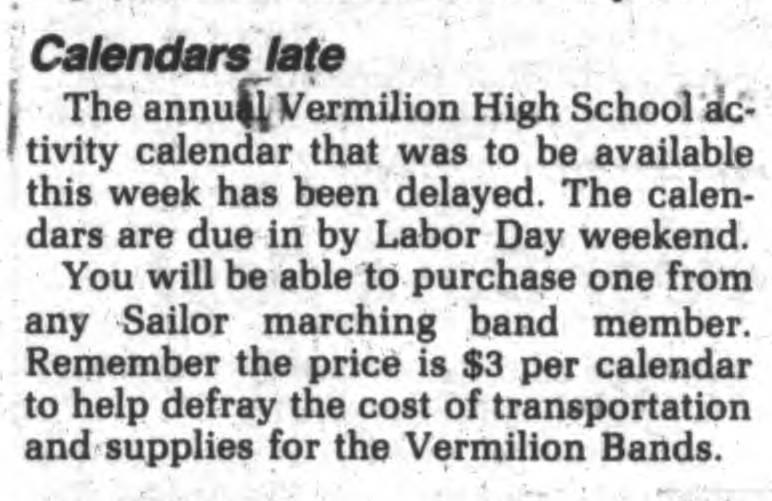 Calendars late
The annual Vermilion High School ac-
tivity calendar that was to be available
this week has been delayed. The calen-
dars are due in by Labor Day weekend.
You will be able to purchase one from
any Sailor marching band member.
Remember the price is $3 per calendar
to help defray the cost of transportation
and supplies for the Vermilion Bands.